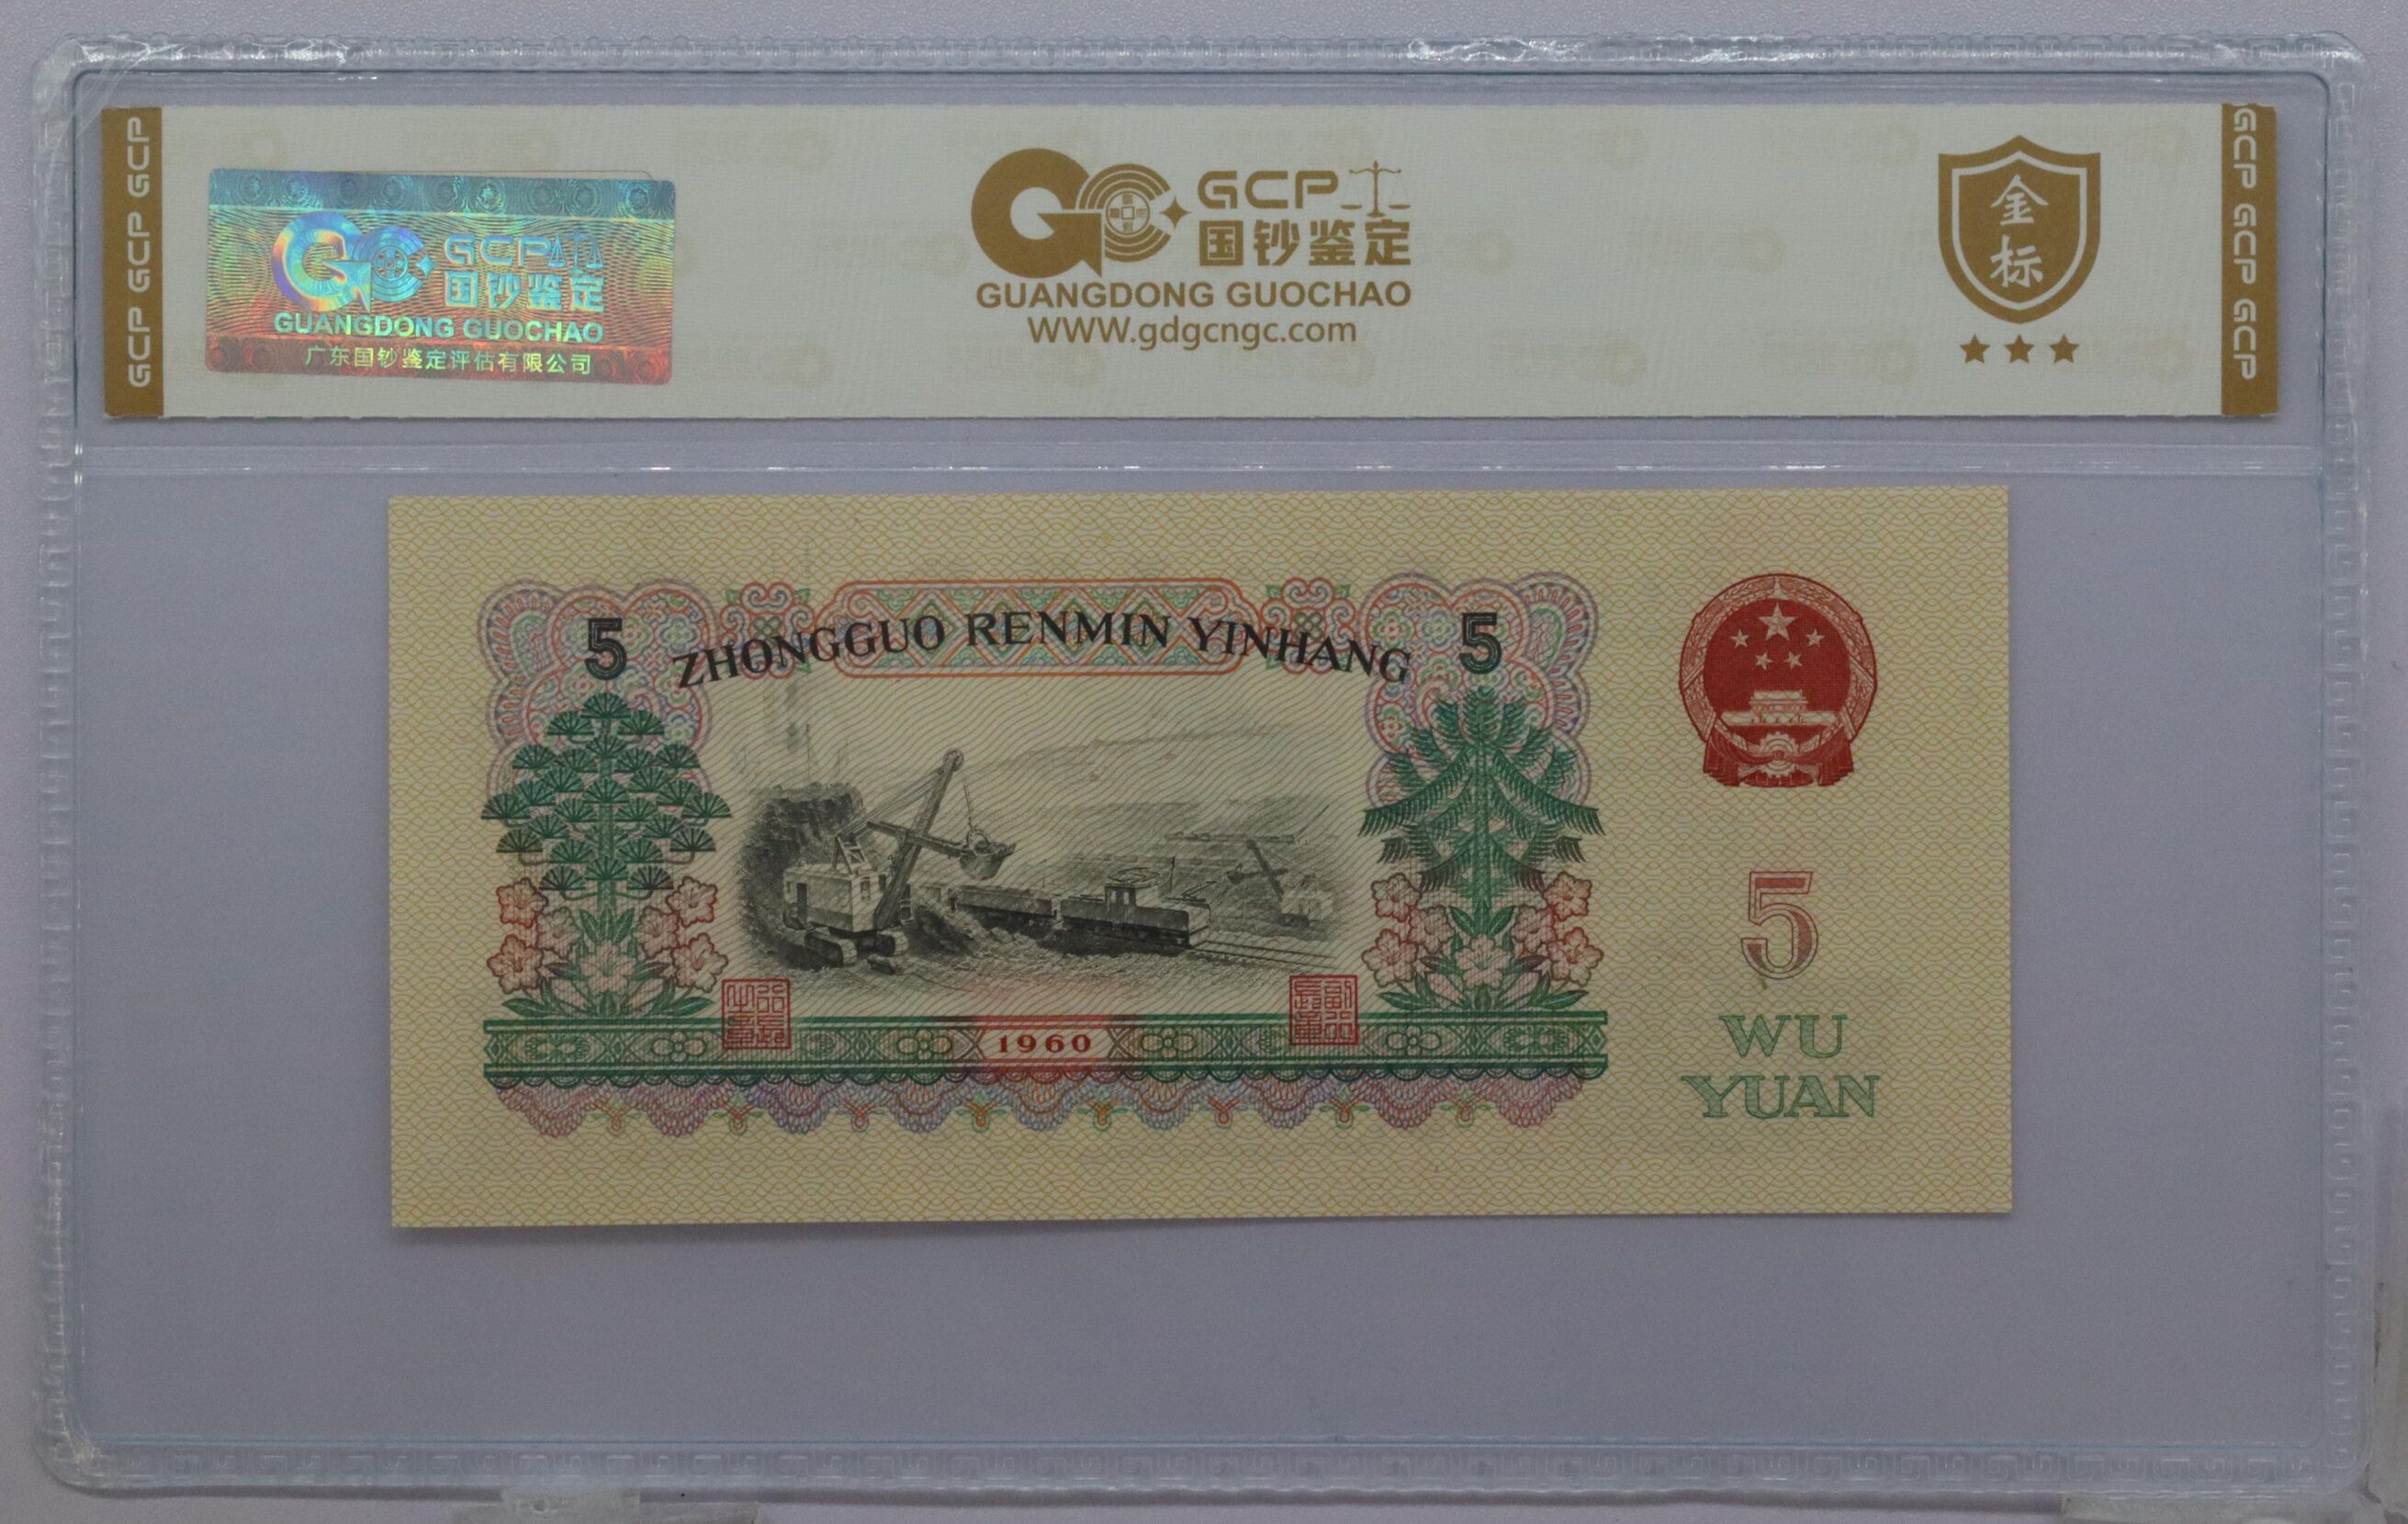 GCP GCP GCP
GCP
国钞鉴定
GUANGDONG GUOCHAO
广东国钞鉴定评估有限公司
GCP
国钞鉴定
GUANGDONG GUOCHAO
WWW.gdgcngc.com
金
标
GCP GCP GCP
5 ZHONGGUO RENMIN YINHANG 5
1960
5
WU
YUAN